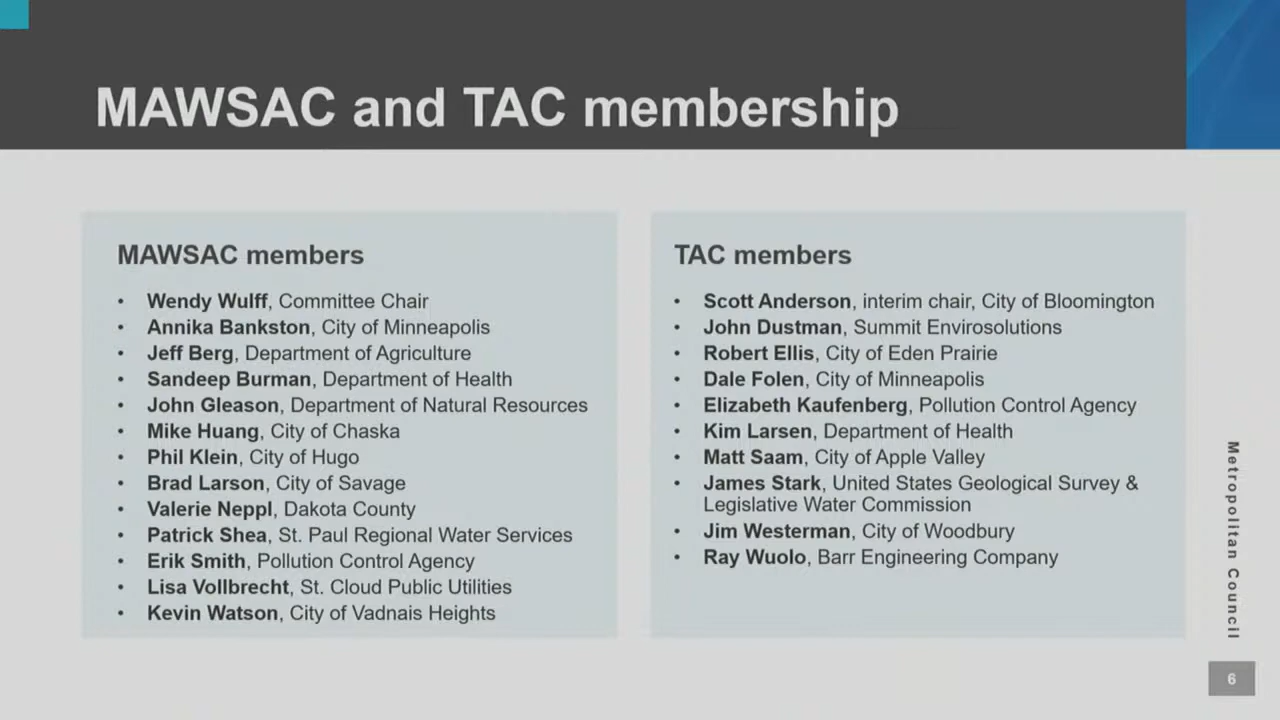 MAWSAC and TAC membership
MAWSAC members
• Wendy Wulff, Committee Chair
• Annika Bankston, City of Minneapolis
• Jeff Berg, Department of Agriculture
• Sandeep Burman, Department of Health
• John Gleason, Department of Natural Resources
• Mike Huang, City of Chaska
• Phil Klein, City of Hugo
• Brad Larson, City of Savage
• Valerie Neppl, Dakota County
• Patrick Shea, St. Paul Regional Water Services
• Erik Smith, Pollution Control Agency
• Lisa Vollbrecht, St. Cloud Public Utilities
• Kevin Watson, City of Vadnais Heights
TAC members
• Scott Anderson, interim chair, City of Bloomington
• John Dustman, Summit Envirosolutions
• Robert Ellis, City of Eden Prairie
• Dale Folen, City of Minneapolis
• Elizabeth Kaufenberg, Pollution Control Agency
• Kim Larsen, Department of Health
• Matt Saam, City of Apple Valley
• James Stark, United States Geological Survey &
Legislative Water Commission
• Jim Westerman, City of Woodbury
• Ray Wuolo, Barr Engineering Company
Metropolitan Council
6